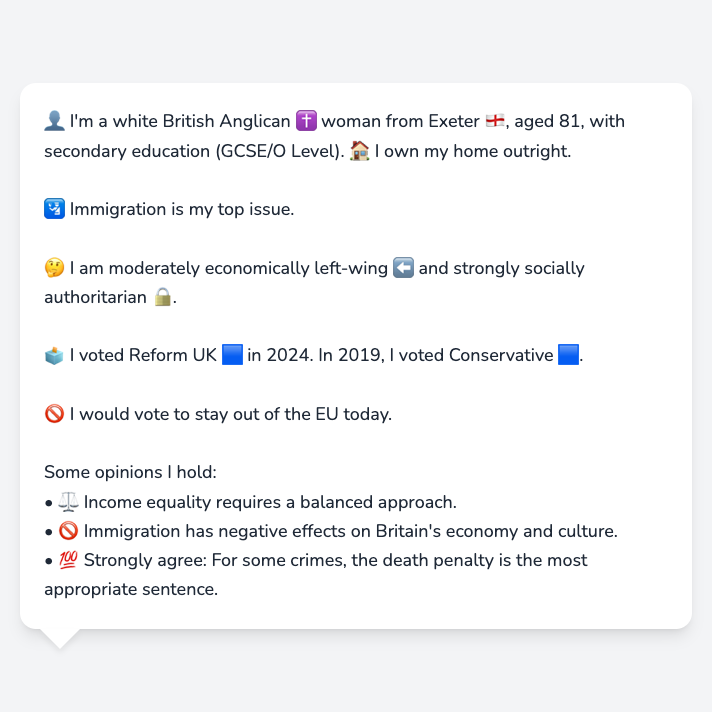 👤 I'm a white British Anglican ✝️ woman from Exeter 🏴󠁧󠁢󠁥󠁮󠁧󠁿, aged 81, with
secondary education (GCSE/O Level). 🏠 I own my home outright.
🛂 Immigration is my top issue.
🤔 I am moderately economically left-wing ⬅️ and strongly socially
authoritarian 🔒.
🗳️ I voted Reform UK 🟦 in 2024. In 2019, I voted Conservative 🟦.
🚫 I would vote to stay out of the EU today.
Some opinions I hold:
• ⚖️ Income equality requires a balanced approach.
• 🚫 Immigration has negative effects on Britain's economy and culture.
• 💯 Strongly agree: For some crimes, the death penalty is the most
appropriate sentence.